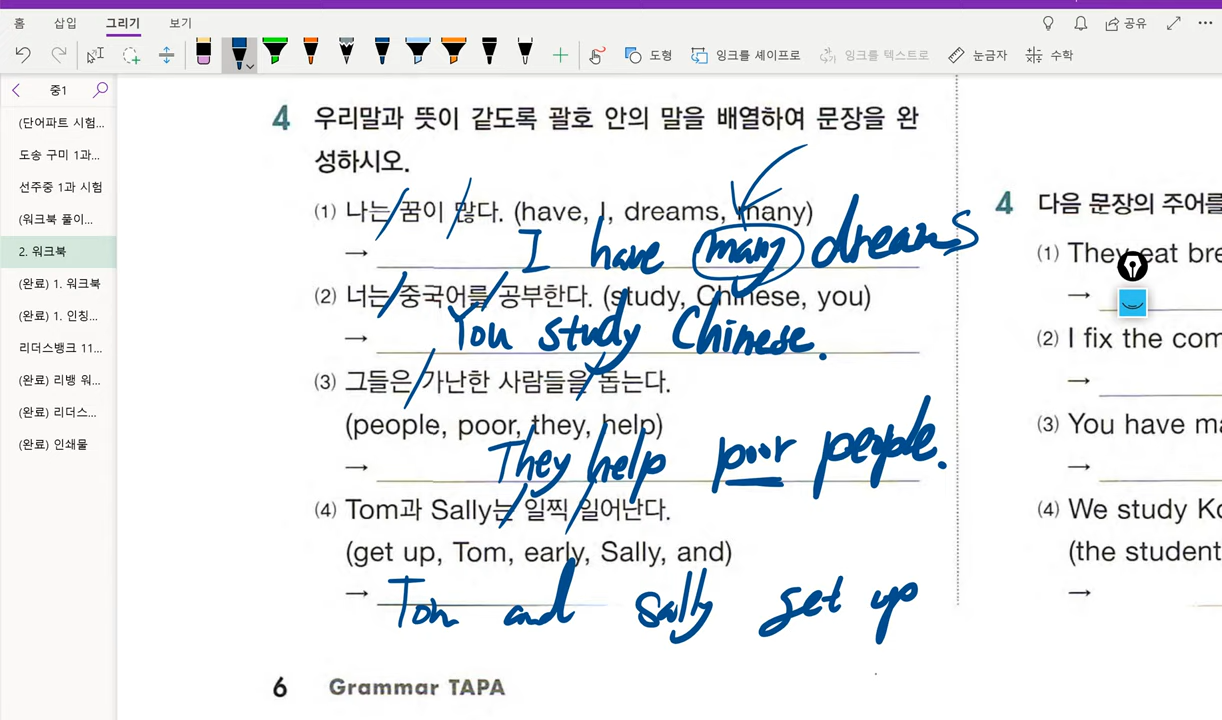 홈 삽입 그리기 보기 공유
도형 잉크를 셰이프로 잉크를 텍스트로 눈금자 수학
중1
(단어파트 시험...
도송 구미 1과...
선주중 1과 시험
(워크북 풀이...
2. 워크북
(완료) 1. 워크북
(완료) 1. 인칭...
리더스뱅크 11...
(완료) 리뱅 워...
(완료) 리더스...
(완료) 인쇄물
4 우리말과 뜻이 같도록 괄호 안의 말을 배열하여 문장을 완
성하시오.
(1) 나는 꿈이 많다. (have, I, dreams, many)
→ I have many dreams
(2) 너는 중국어를 공부한다. (study, Chinese, you)
→ You study Chinese.
(3) 그들은 가난한 사람들을 돕는다.
(people, poor, they, help)
→ They help poor people.
(4) Tom과 Sally는 일찍 일어난다.
(get up, Tom, early, Sally, and)
→ Tom and Sally get up
6 Grammar TAPA
4 다음 문장의 주어를
(1) They eat bre
→
(2) I fix the com
→
(3) You have ma
→
(4) We study Ko
(the student
→